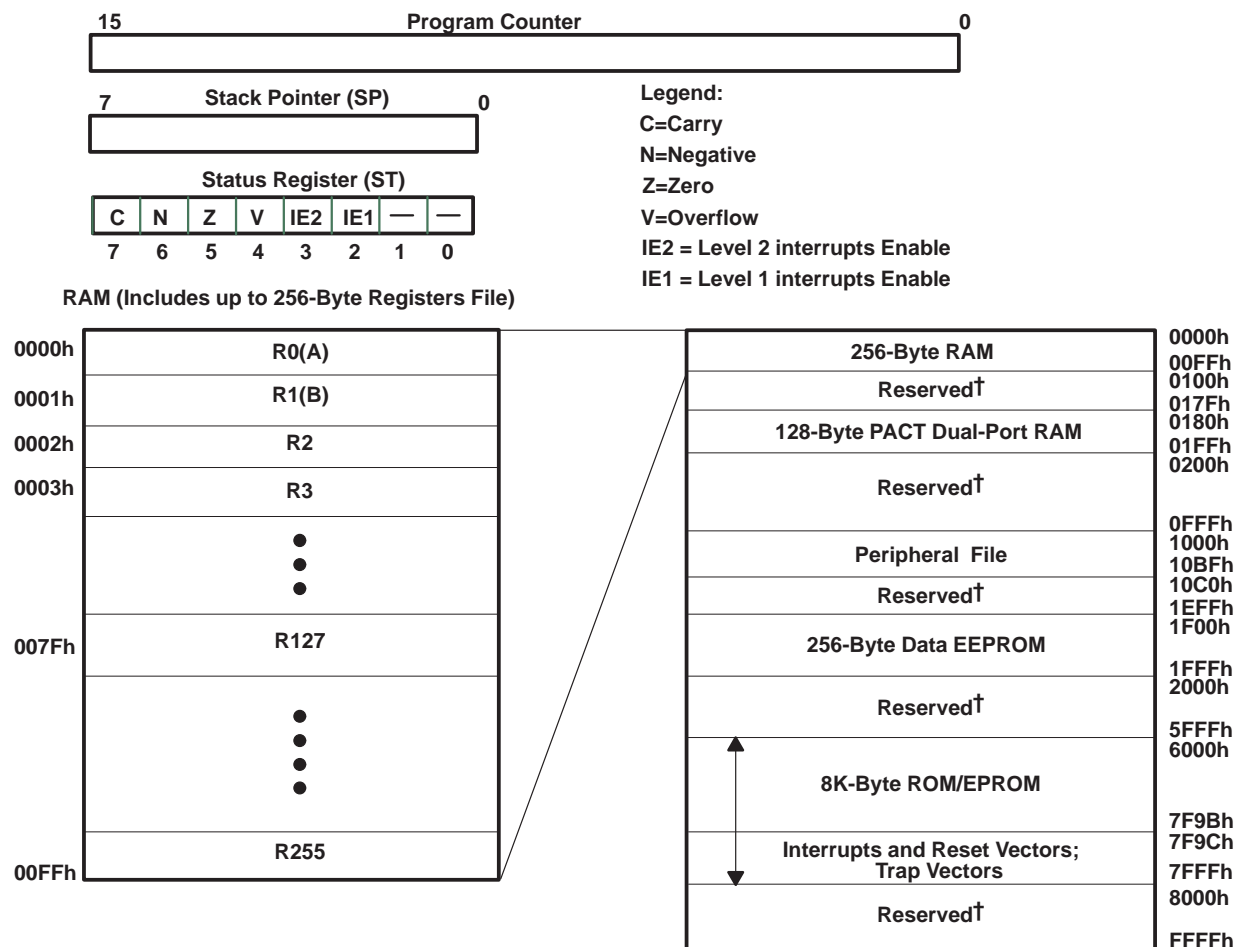 15 Program Counter 0
7 Stack Pointer (SP) 0
Status Register (ST)
C N Z V IE2 IE1 — —
7 6 5 4 3 2 1 0
Legend:
C=Carry
N=Negative
Z=Zero
V=Overflow
IE2 = Level 2 interrupts Enable
IE1 = Level 1 interrupts Enable
RAM (Includes up to 256-Byte Registers File)
0000h R0(A)
0001h R1(B)
0002h R2
0003h R3
007Fh R127
R255
00FFh
0000h
256-Byte RAM
00FFh
0100h
Reserved†
017Fh
0180h
128-Byte PACT Dual-Port RAM
01FFh
0200h
Reserved†
0FFFh
1000h
Peripheral File
10BFh
10C0h
Reserved†
1EFFh
1F00h
256-Byte Data EEPROM
1FFFh
2000h
Reserved†
5FFFh
6000h
8K-Byte ROM/EPROM
7F9Bh
7F9Ch
Interrupts and Reset Vectors;
Trap Vectors
7FFFh
8000h
Reserved†
FFFFh